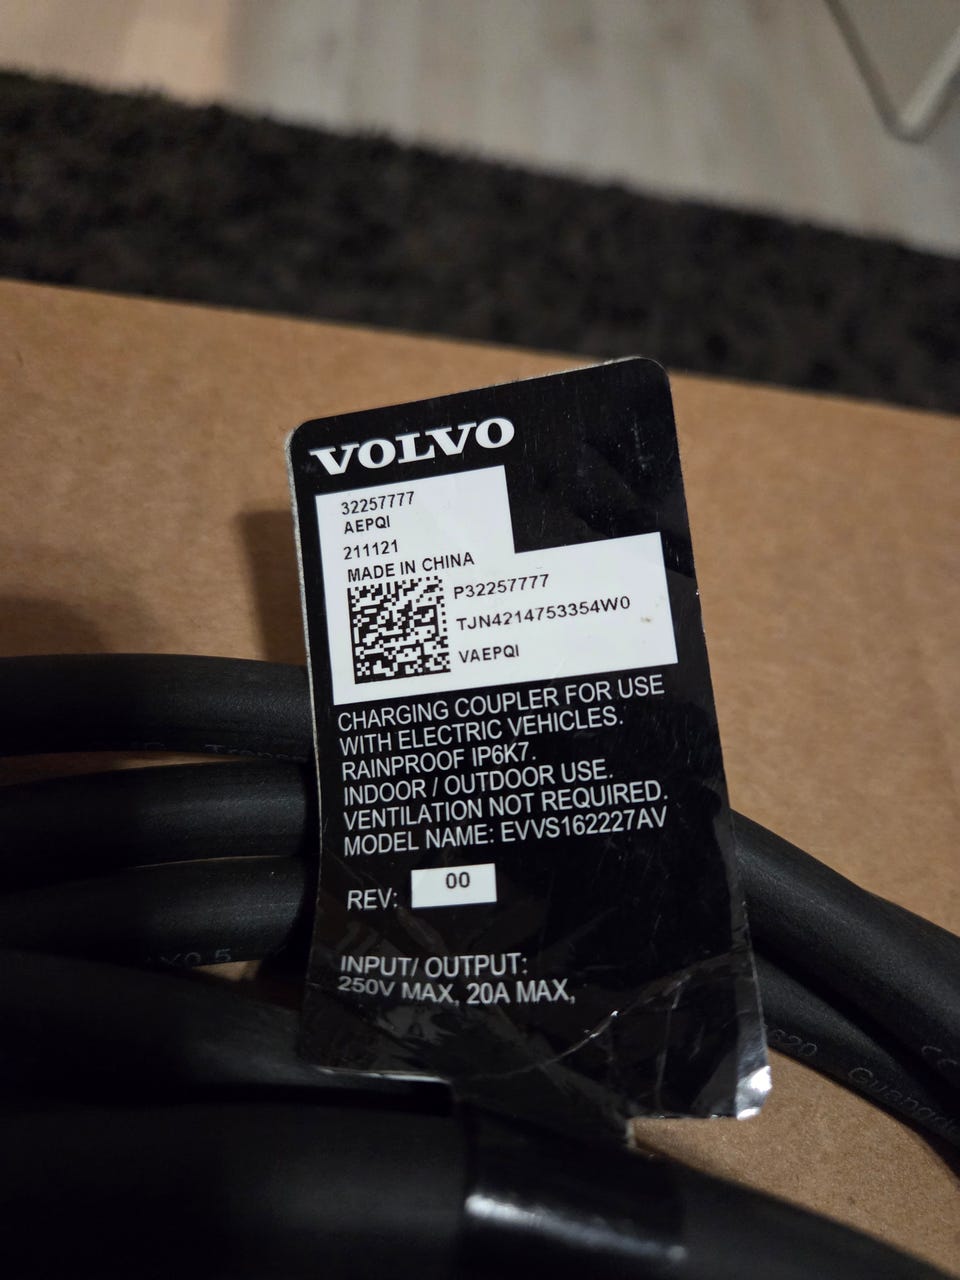 VOLVO
32257777
AEPQI
211121
MADE IN CHINA
P32257777
TJN4214753354W0
VAEPQI
CHARGING COUPLER FOR USE
WITH ELECTRIC VEHICLES.
RAINPROOF IP6K7.
INDOOR / OUTDOOR USE.
VENTILATION NOT REQUIRED.
MODEL NAME: EVVS162227AV
REV: 00
INPUT/ OUTPUT:
250V MAX, 20A MAX,